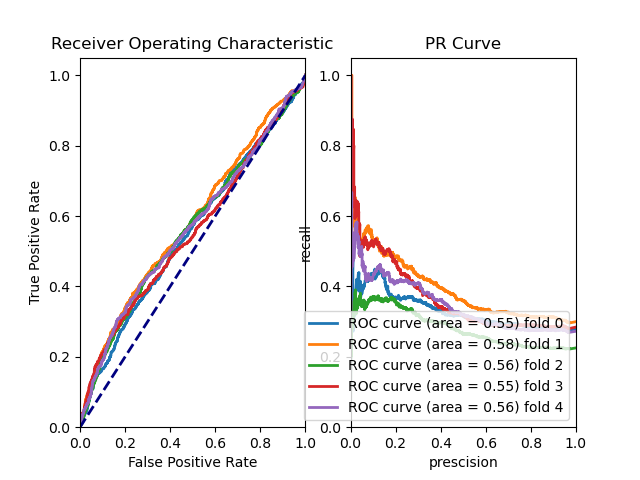 Receiver Operating Characteristic
PR Curve
1.0
0.8
0.6
0.4
0.2
0.0
True Positive Rate
0.0 0.2 0.4 0.6 0.8 1.0
False Positive Rate
1.0
0.8
0.6
0.4
0.2
0.0
recall
ROC curve (area = 0.55) fold 0
ROC curve (area = 0.58) fold 1
ROC curve (area = 0.56) fold 2
ROC curve (area = 0.55) fold 3
ROC curve (area = 0.56) fold 4
0.0 0.2 0.4 0.6 0.8 1.0
prescision